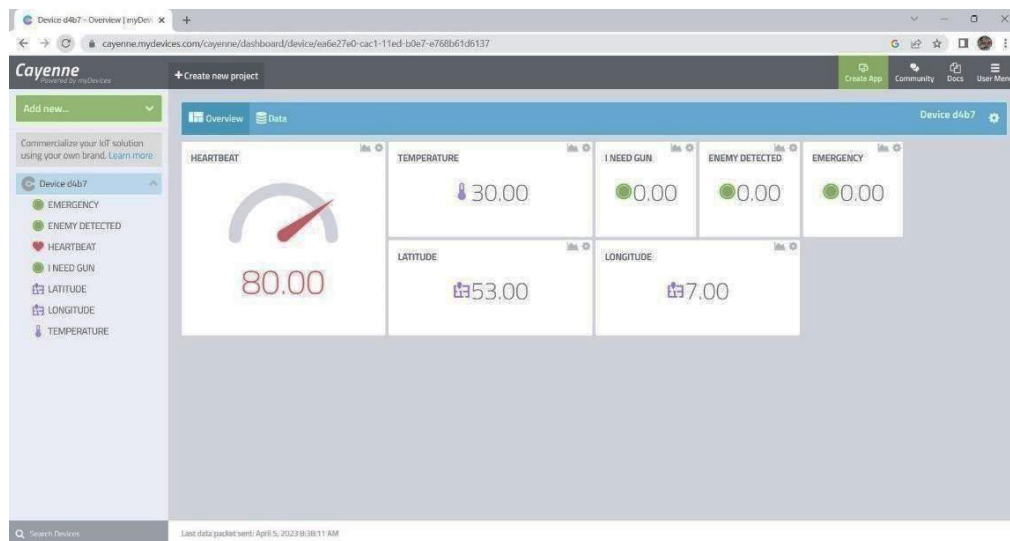 Device d4b7 - Overview | myDevi
cayenne.mydevices.com/cayenne/dashboard/device/ea6e27e0-cac1-11ed-b0e7-e768b61d6137
Cayenne
Powered by myDevices
+ Create new project
Create App
Community
Docs
User Menu
Add new...
Commercialize your IoT solution
using your own brand. Learn more
Device d4b7
EMERGENCY
ENEMY DETECTED
HEARTBEAT
I NEED GUN
LATITUDE
LONGITUDE
TEMPERATURE
Search Devices
Overview
Data
Device d4b7
HEARTBEAT
80.00
TEMPERATURE
30.00
I NEED GUN
0.00
ENEMY DETECTED
0.00
EMERGENCY
0.00
LATITUDE
53.00
LONGITUDE
7.00
Last data packet sent: April 5, 2023 8:38:11 AM